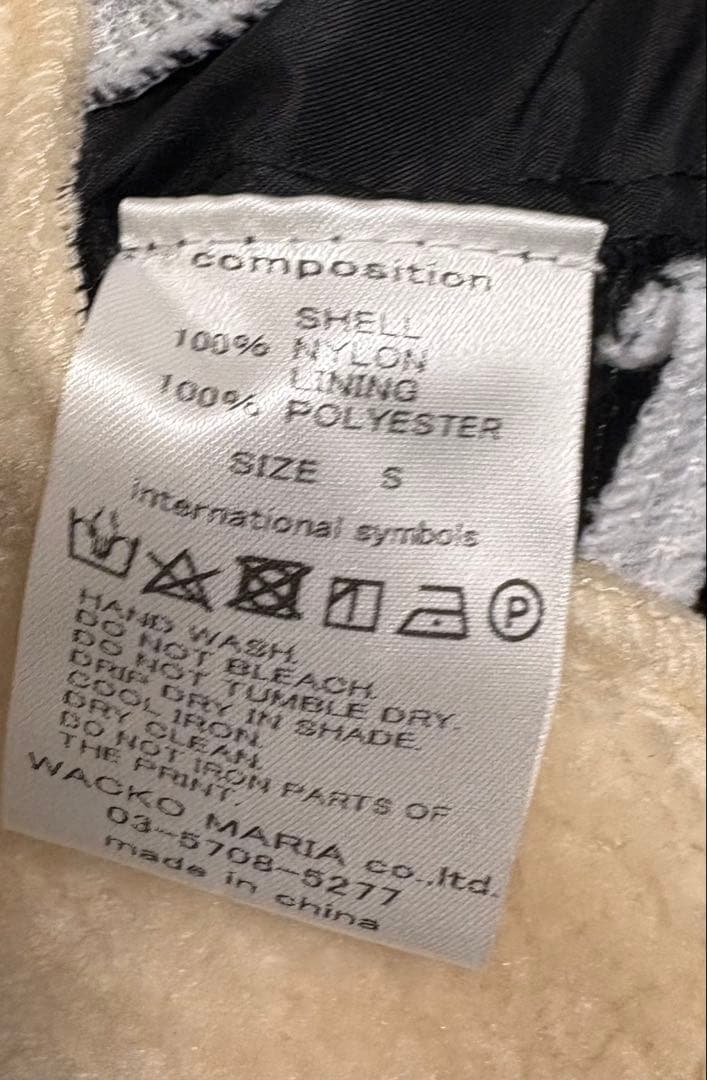 composition
SHELL
100% NYLON
LINING
100% POLYESTER
SIZE S
international symbols
P
HAND WASH.
DO NOT BLEACH.
DO NOT TUMBLE DRY.
DRIP DRY IN SHADE.
COOL IRON.
DRY CLEAN.
DO NOT IRON PARTS OF
THE PRINT.
WACKO MARIA co.,ltd.
03-5708-5277
made in china